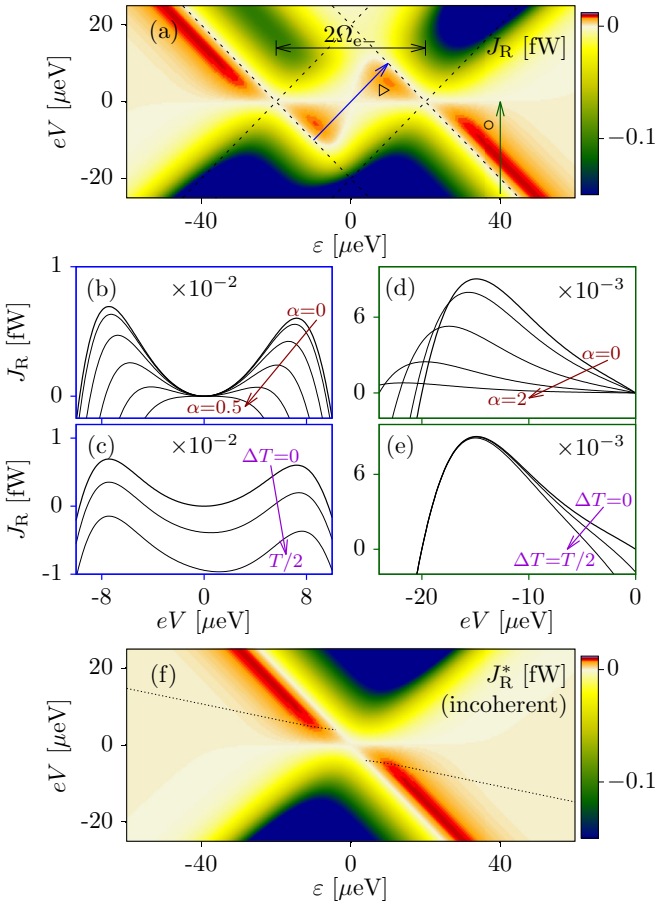 (a)
2Ω_e−
J_R [fW]
0
−0.1
eV [μeV]
20
0
-20
-40
0
40
ε [μeV]
(b)
×10⁻²
α=0
α=0.5
J_R [fW]
1
0
(d)
×10⁻³
α=0
α=2
6
0
(c)
×10⁻²
ΔT=0
T/2
J_R [fW]
1
0
-1
-8
0
8
eV [μeV]
(e)
×10⁻³
ΔT=0
ΔT=T/2
6
0
−20
−10
0
eV [μeV]
(f)
J*_R [fW]
(incoherent)
0
−0.1
eV [μeV]
20
0
-20
-40
0
40
ε [μeV]